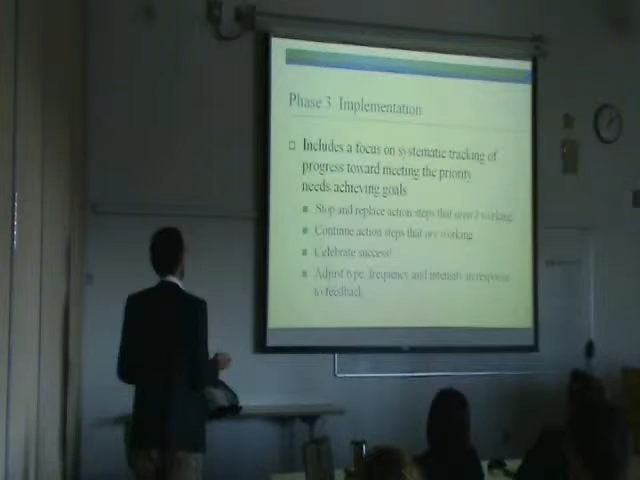 Phase 3 Implementation
Includes a focus on systematic tracking of
progress toward meeting the priority
needs achieving goals
Stop and replace action steps that aren't working
Continue action steps that are working
Celebrate success!
Adjust type, frequency and intensity in response
to feedback